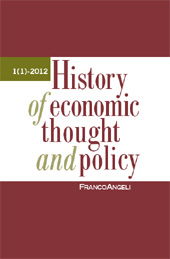 1(1)-2012
History
of economic
thought
and policy
FRANCOANGELI